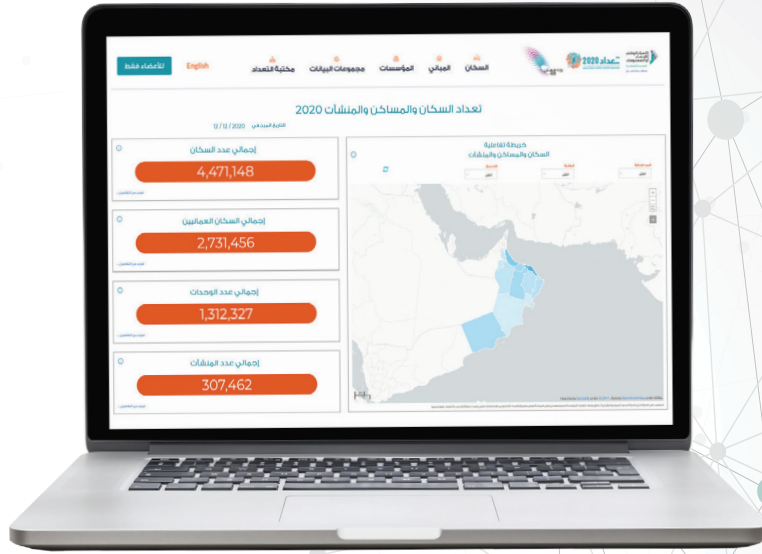 تعداد 2020
السكان
المباني
المؤسسات
مجموعات البيانات
مكتبة التعداد
English
للأعضاء فقط
تعداد السكان والمساكن والمنشآت 2020
التاريخ المرجعي 12/12/2020
خريطة تفاعلية
السكان والمساكن والمنشآت
إجمالي عدد السكان
4,471,148
إجمالي السكان العمانيين
2,731,456
إجمالي عدد الوحدات
1,312,327
إجمالي عدد المنشآت
307,462